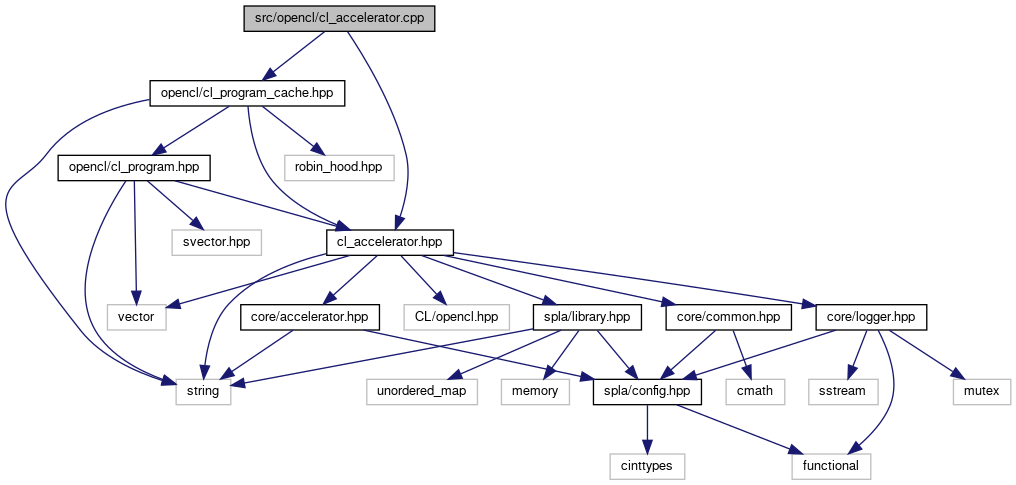 src/opencl/cl_accelerator.cpp
opencl/cl_program_cache.hpp
opencl/cl_program.hpp
robin_hood.hpp
svector.hpp
cl_accelerator.hpp
vector
core/accelerator.hpp
CL/opencl.hpp
spla/library.hpp
core/common.hpp
core/logger.hpp
string
unordered_map
memory
spla/config.hpp
cmath
sstream
mutex
cinttypes
functional